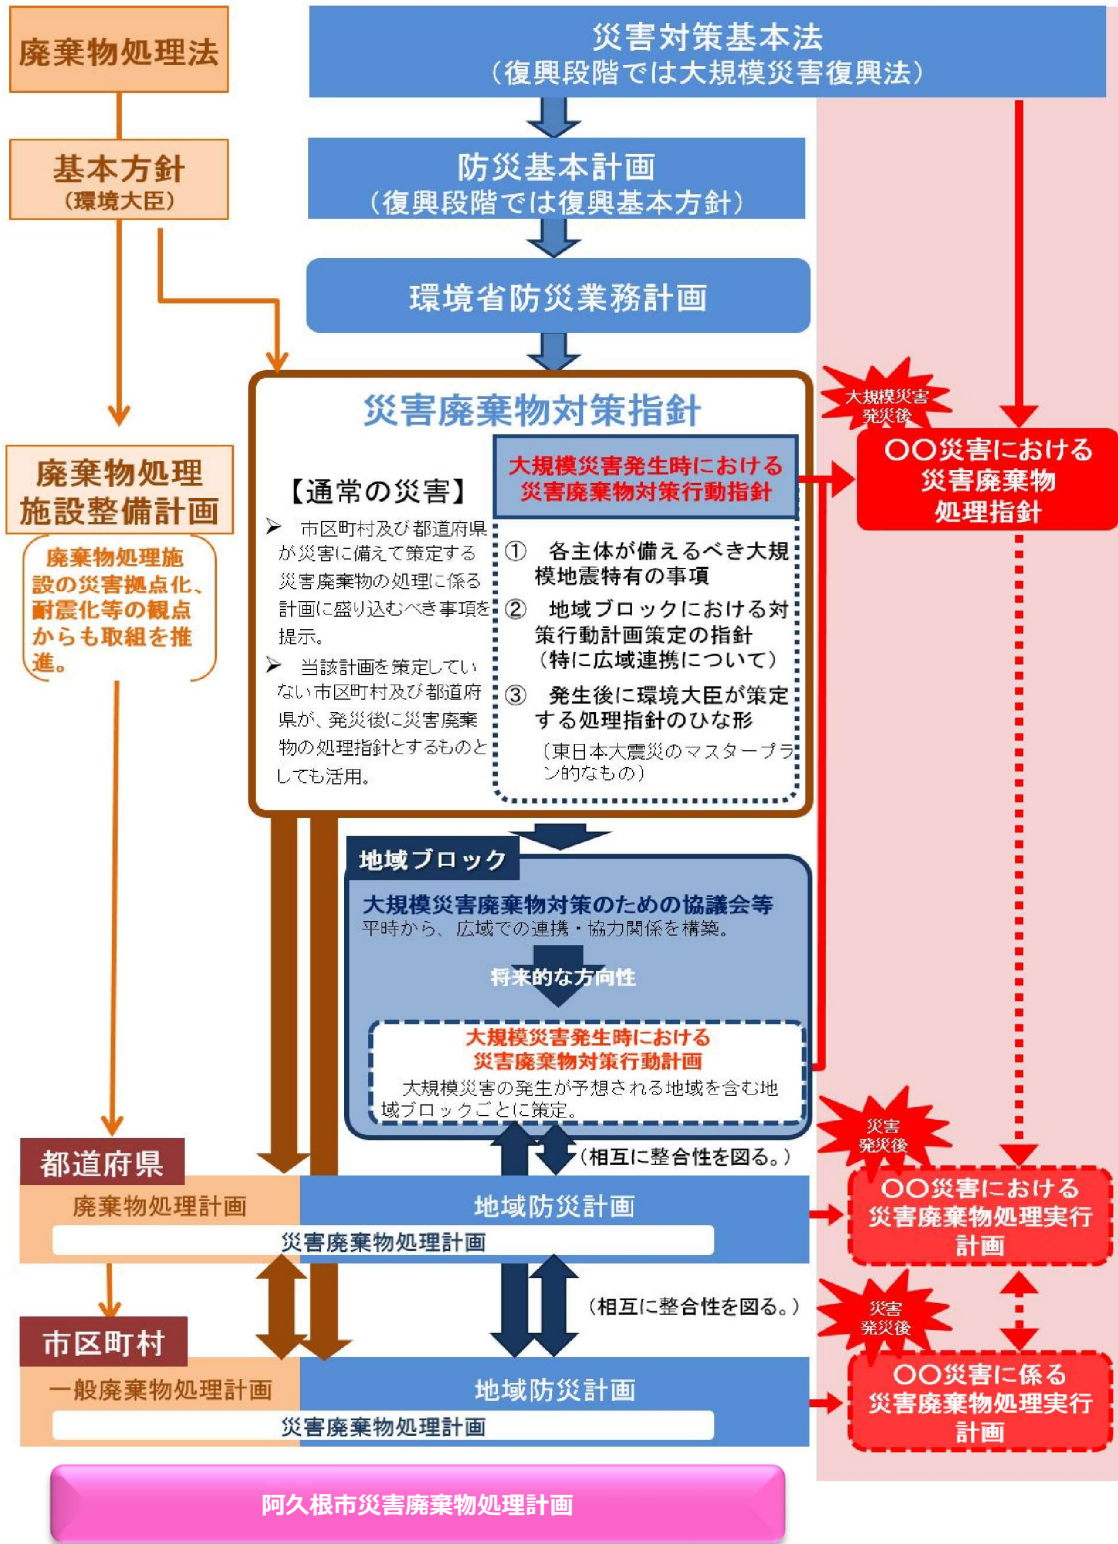 廃棄物処理法
災害対策基本法
（復興段階では大規模災害復興法）
基本方針
（環境大臣）
防災基本計画
（復興段階では復興基本方針）
環境省防災業務計画
災害廃棄物対策指針
【通常の災害】
➢　市区町村及び都道府県
が災害に備えて策定する
災害廃棄物の処理に係る
計画に盛り込むべき事項を
提示。
➢　当該計画を策定してい
ない市区町村及び都道府
県が、発災後に災害廃棄
物の処理指針とするものと
しても活用。
大規模災害発生時における
災害廃棄物対策行動指針
①　各主体が備えるべき大規
模地震特有の事項
②　地域ブロックにおける対
策行動計画策定の指針
（特に広域連携について）
③　発生後に環境大臣が策定
する処理指針のひな形
（東日本大震災のマスタープラ
ン的なもの）
大規模災害
発災後
〇〇災害における
災害廃棄物
処理指針
廃棄物処理
施設整備計画
廃棄物処理施
設の災害拠点化、
耐震化等の観点
からも取組を推
進。
地域ブロック
大規模災害廃棄物対策のための協議会等
平時から、広域での連携・協力関係を構築。
将来的な方向性
大規模災害発生時における
災害廃棄物対策行動計画
大規模災害の発生が予想される地域を含む地
域ブロックごとに策定。
（相互に整合性を図る。）
都道府県
廃棄物処理計画
地域防災計画
災害廃棄物処理計画
災害
発災後
〇〇災害における
災害廃棄物処理実行
計画
（相互に整合性を図る。）
市区町村
一般廃棄物処理計画
地域防災計画
災害廃棄物処理計画
災害
発災後
〇〇災害に係る
災害廃棄物処理実行
計画
阿久根市災害廃棄物処理計画